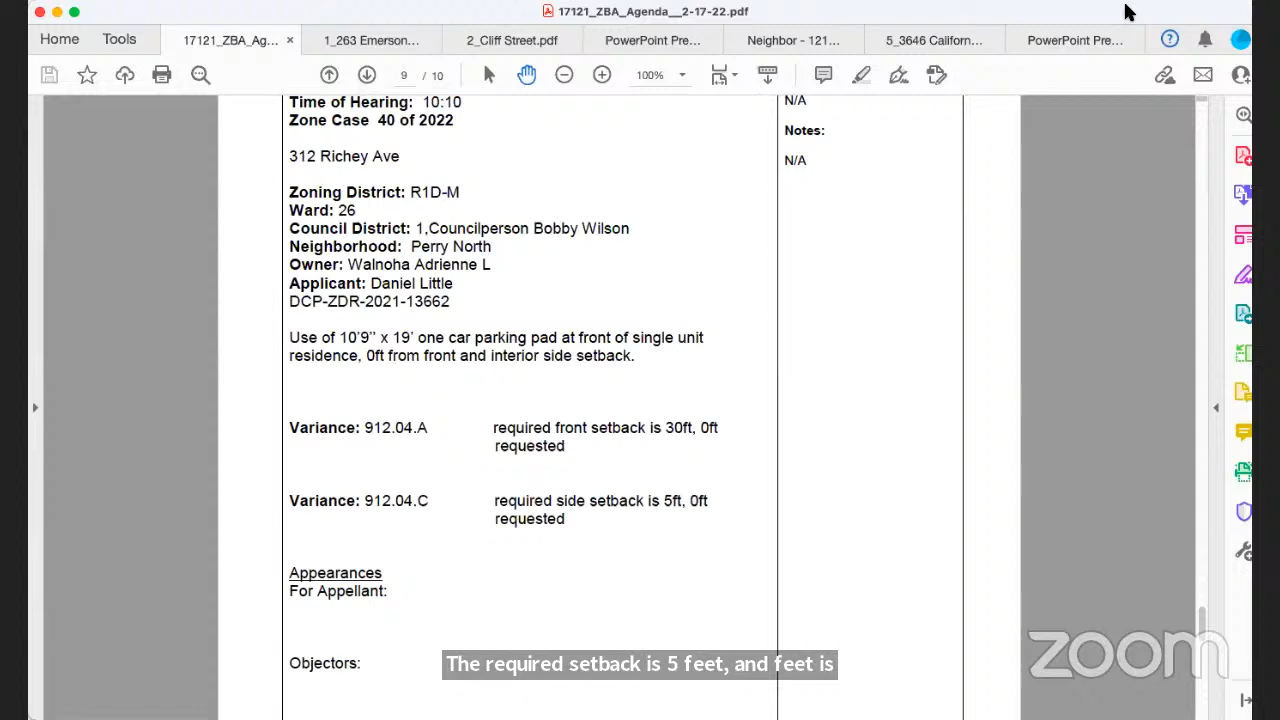 17121_ZBA_Agenda__2-17-22.pdf
Home Tools 17121_ZBA_Ag... × 1_263 Emerson... 2_Cliff Street.pdf PowerPoint Pre... Neighbor - 121... 5_3646 Californ... PowerPoint Pre...
9 / 10 100%
Time of Hearing: 10:10
Zone Case 40 of 2022
312 Richey Ave
Zoning District: R1D-M
Ward: 26
Council District: 1,Councilperson Bobby Wilson
Neighborhood: Perry North
Owner: Walnoha Adrienne L
Applicant: Daniel Little
DCP-ZDR-2021-13662
Use of 10’9’’ x 19’ one car parking pad at front of single unit
residence, 0ft from front and interior side setback.
Variance: 912.04.A required front setback is 30ft, 0ft
requested
Variance: 912.04.C required side setback is 5ft, 0ft
requested
Appearances
For Appellant:
Objectors:
N/A
Notes:
N/A
The required setback is 5 feet, and feet is
zoom